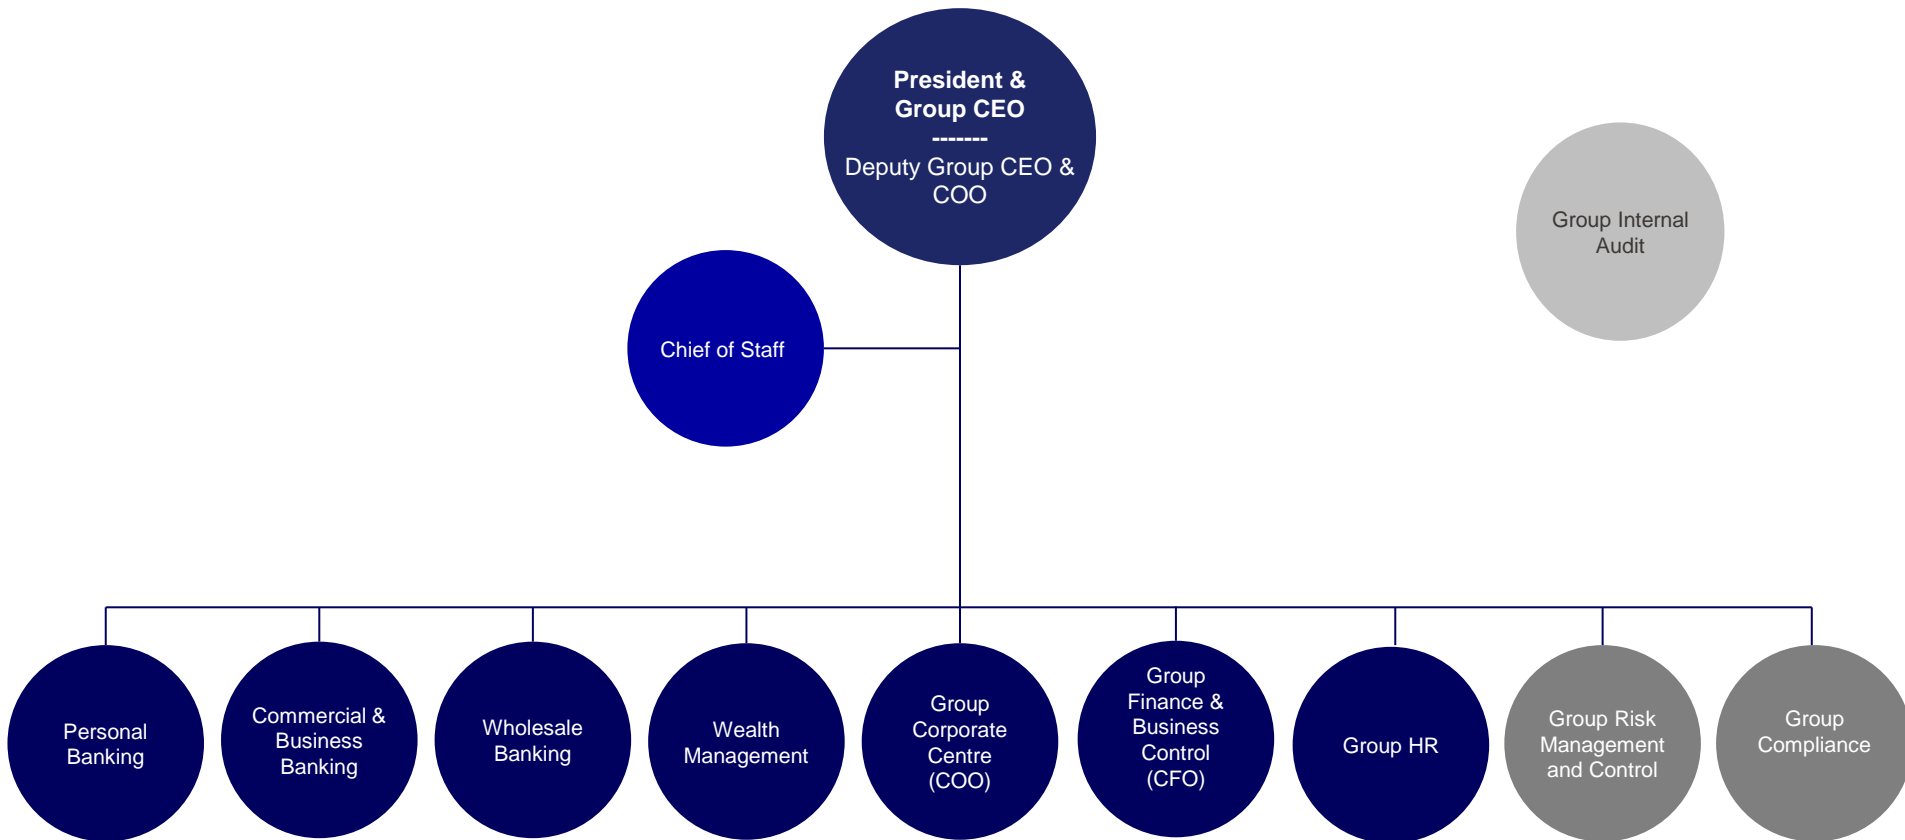 President &
Group CEO
-------
Deputy Group CEO &
COO
Group Internal
Audit
Chief of Staff
Personal
Banking
Commercial &
Business
Banking
Wholesale
Banking
Wealth
Management
Group
Corporate
Centre
(COO)
Group
Finance &
Business
Control
(CFO)
Group HR
Group Risk
Management
and Control
Group
Compliance